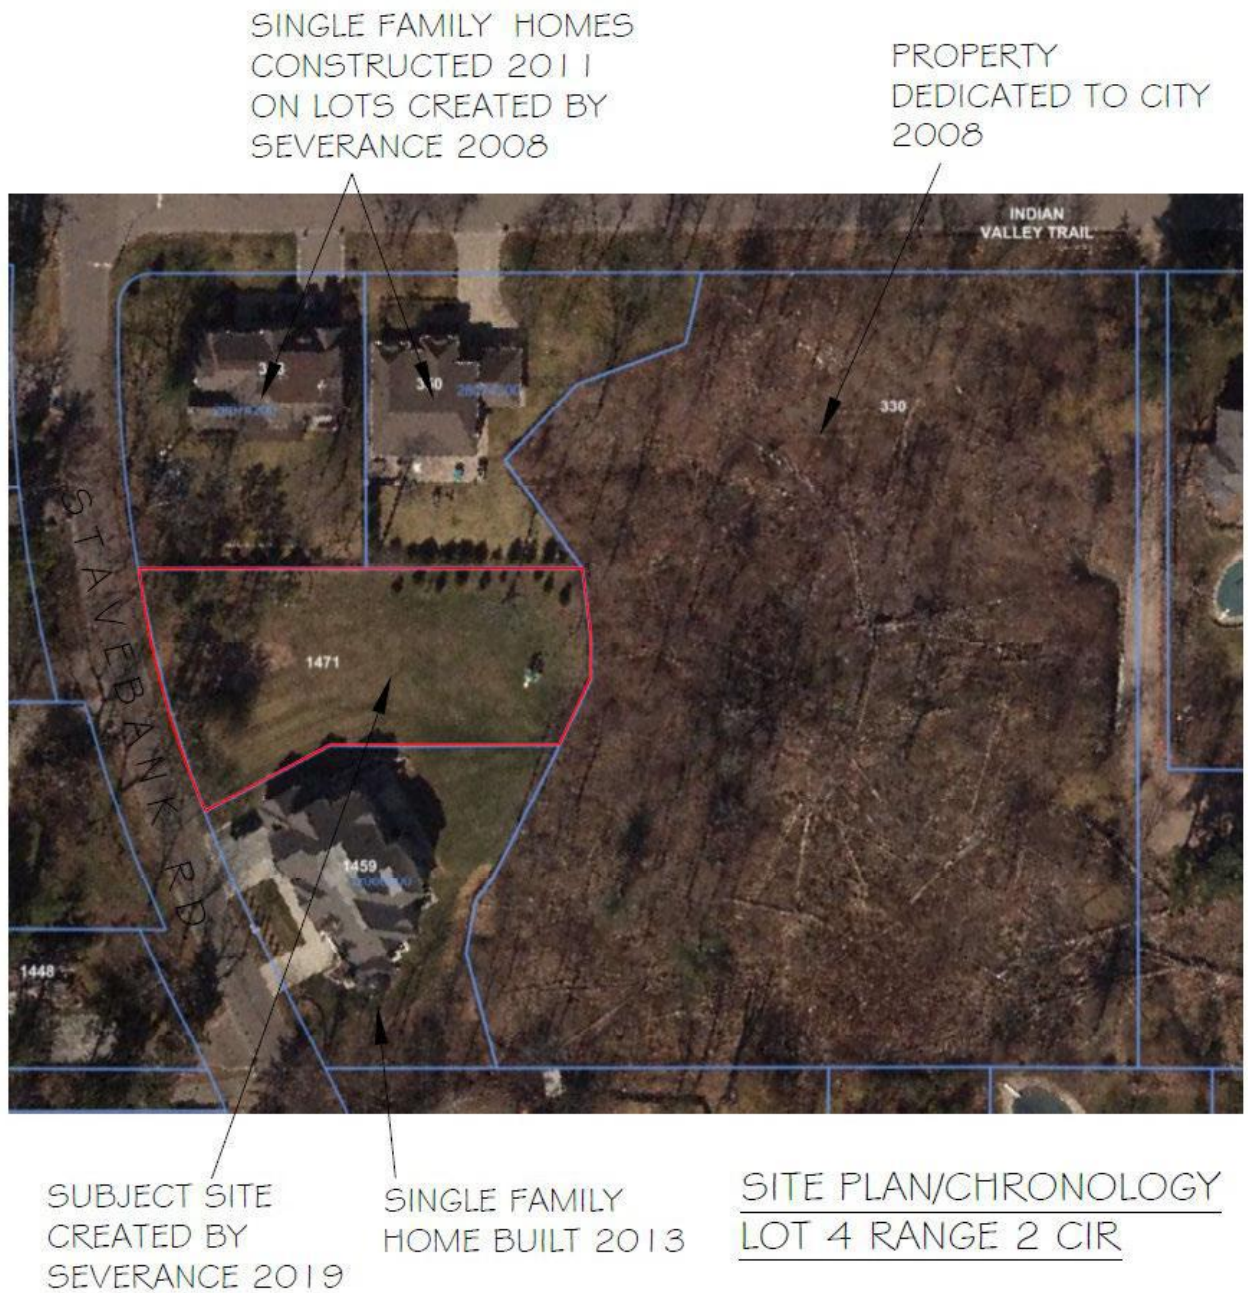 SINGLE FAMILY HOMES
CONSTRUCTED 2011
ON LOTS CREATED BY
SEVERANCE 2008
PROPERTY
DEDICATED TO CITY
2008
INDIAN
VALLEY TRAIL
330
1471
STAVEBANK RD
1459
1448
SUBJECT SITE
CREATED BY
SEVERANCE 2019
SINGLE FAMILY
HOME BUILT 2013
SITE PLAN/CHRONOLOGY
LOT 4 RANGE 2 CIR